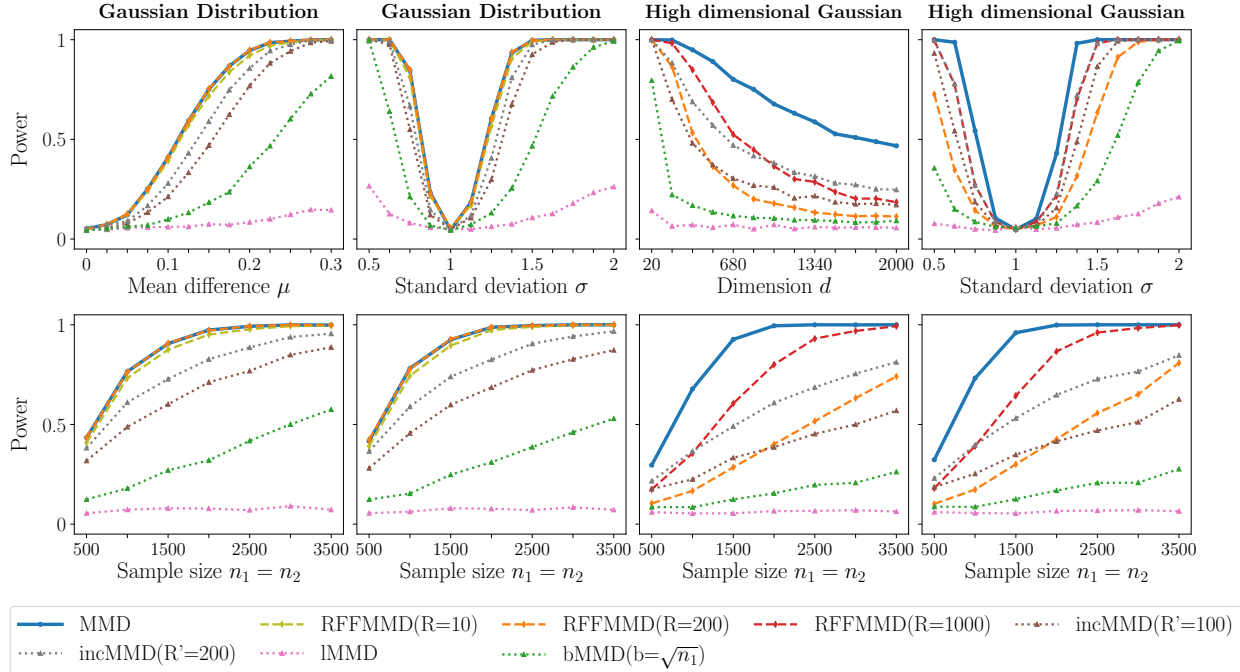 Gaussian Distribution Gaussian Distribution High dimensional Gaussian High dimensional Gaussian
Power
1
0.5
0
0 0.1 0.2 0.3
Mean difference μ
0.5 1 1.5 2
Standard deviation σ
20 680 1340 2000
Dimension d
0.5 1 1.5 2
Standard deviation σ
Power
1
0.5
0
500 1500 2500 3500
Sample size n₁ = n₂
500 1500 2500 3500
Sample size n₁ = n₂
500 1500 2500 3500
Sample size n₁ = n₂
500 1500 2500 3500
Sample size n₁ = n₂
MMD RFFMMD(R=10) RFFMMD(R=200) RFFMMD(R=1000) incMMD(R'=100)
incMMD(R'=200) lMMD bMMD(b=√n₁)